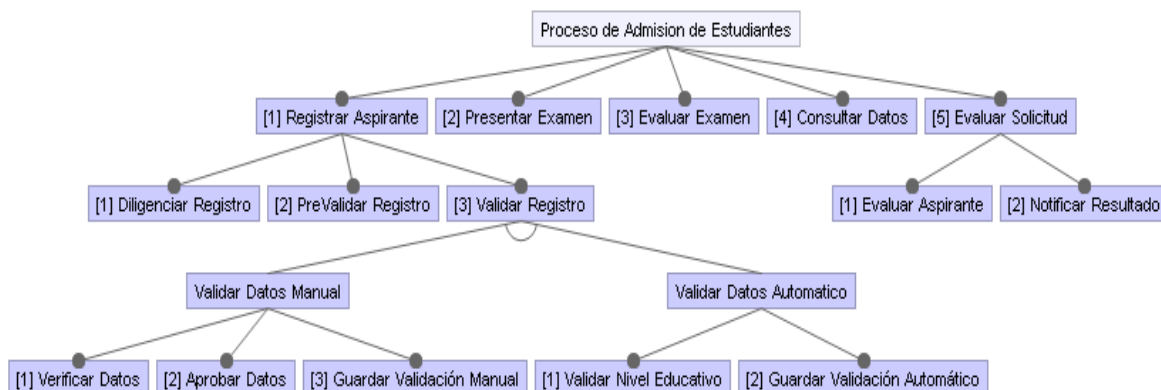 Proceso de Admision de Estudiantes
[1] Registrar Aspirante
[2] Presentar Examen
[3] Evaluar Examen
[4] Consultar Datos
[5] Evaluar Solicitud
[1] Diligenciar Registro
[2] PreValidar Registro
[3] Validar Registro
[1] Evaluar Aspirante
[2] Notificar Resultado
Validar Datos Manual
Validar Datos Automatico
[1] Verificar Datos
[2] Aprobar Datos
[3] Guardar Validación Manual
[1] Validar Nivel Educativo
[2] Guardar Validación Automático